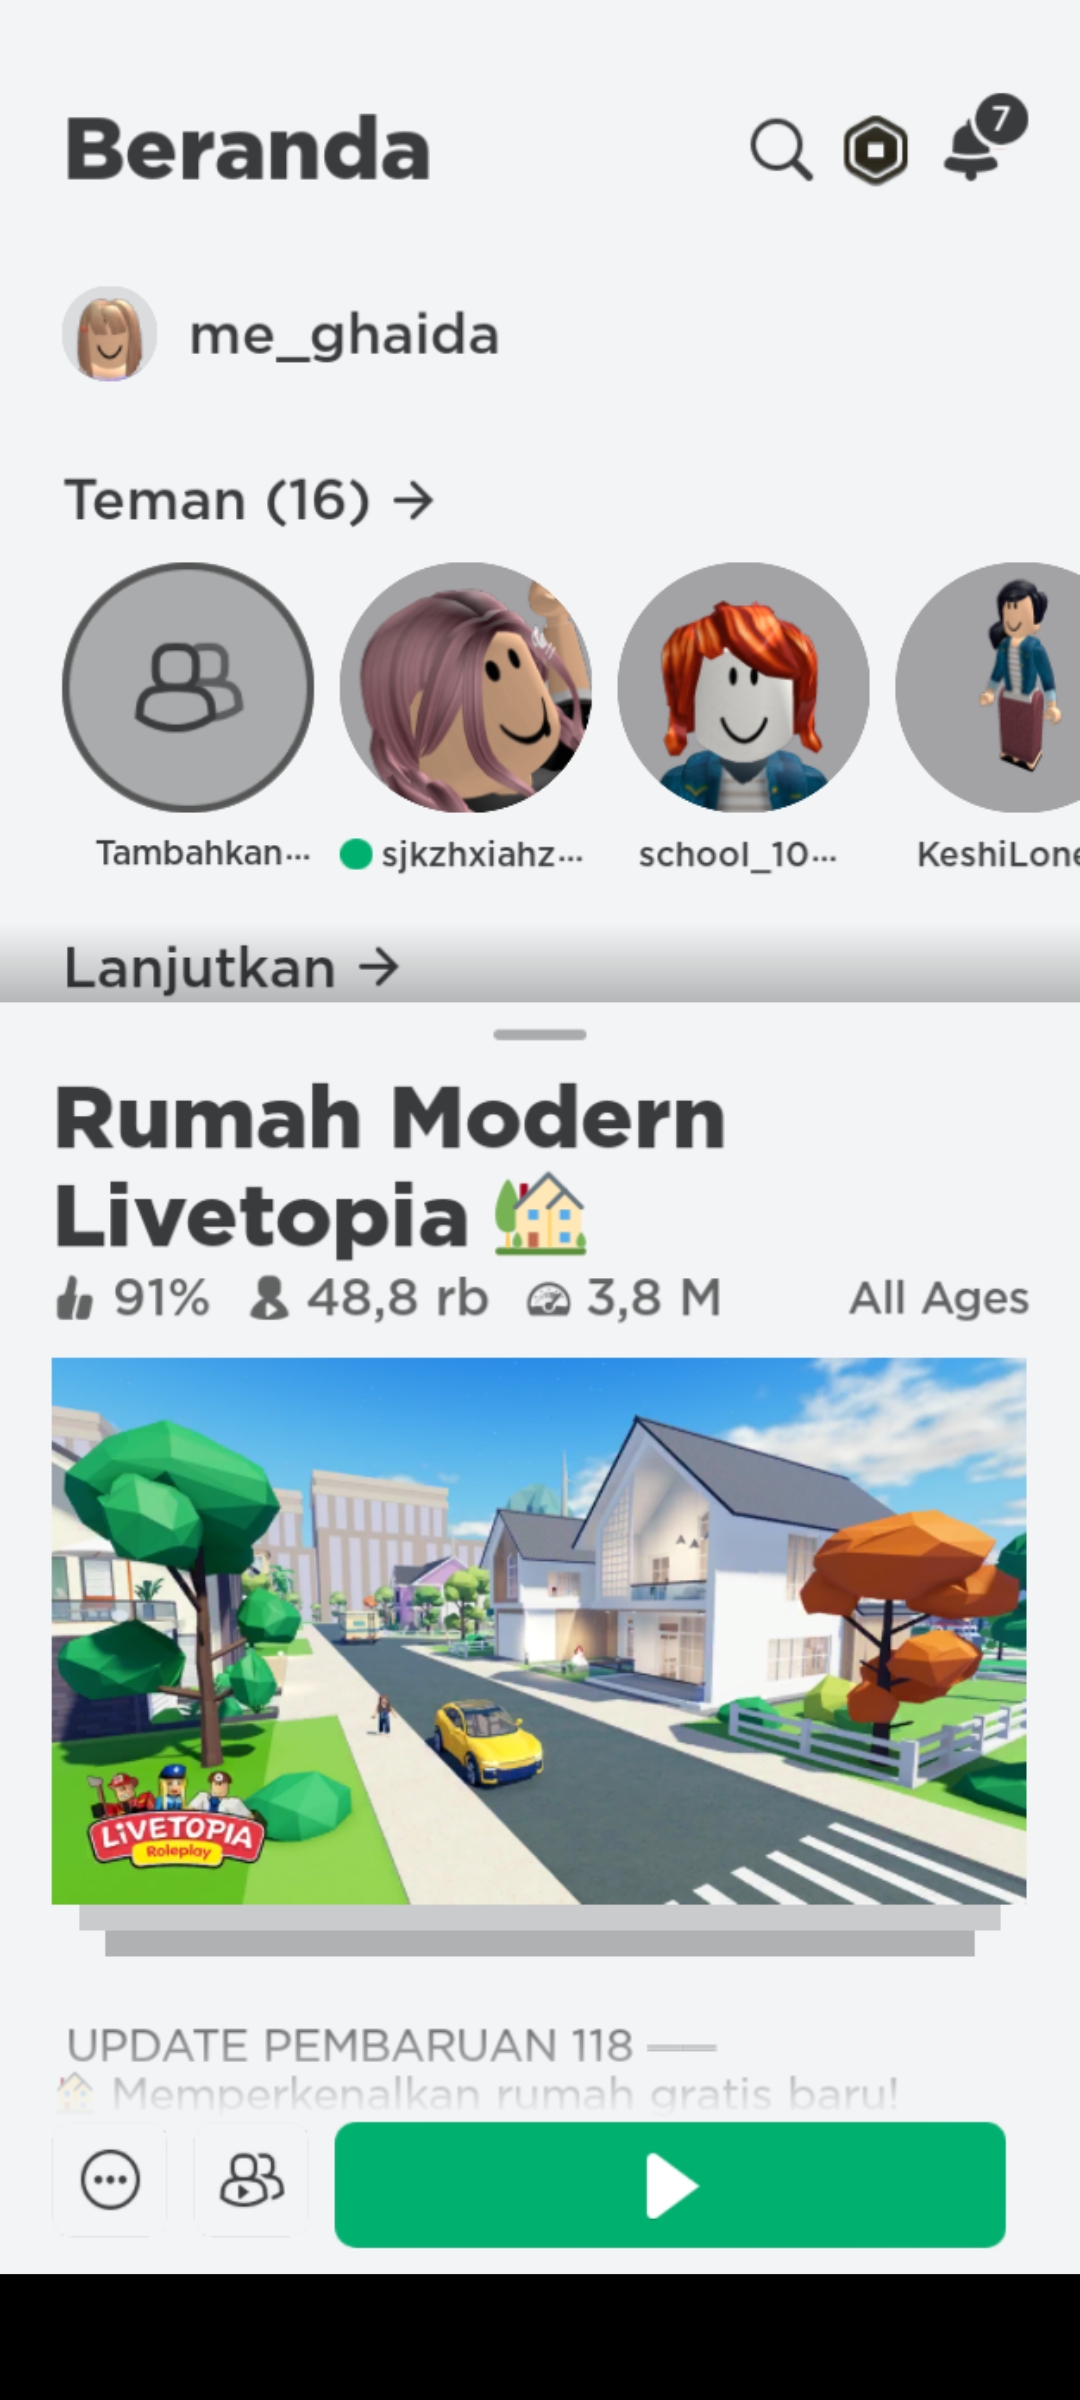 Beranda
7
me_ghaida
Teman (16) →
Tambahkan...
sjkzhxiahz...
school_10...
KeshiLone
Lanjutkan →
Rumah Modern
Livetopia 🏡
91% 48,8 rb 3,8 M All Ages
LIVETOPIA
Roleplay
UPDATE PEMBARUAN 118 ——
🏠 Memperkenalkan rumah gratis baru!